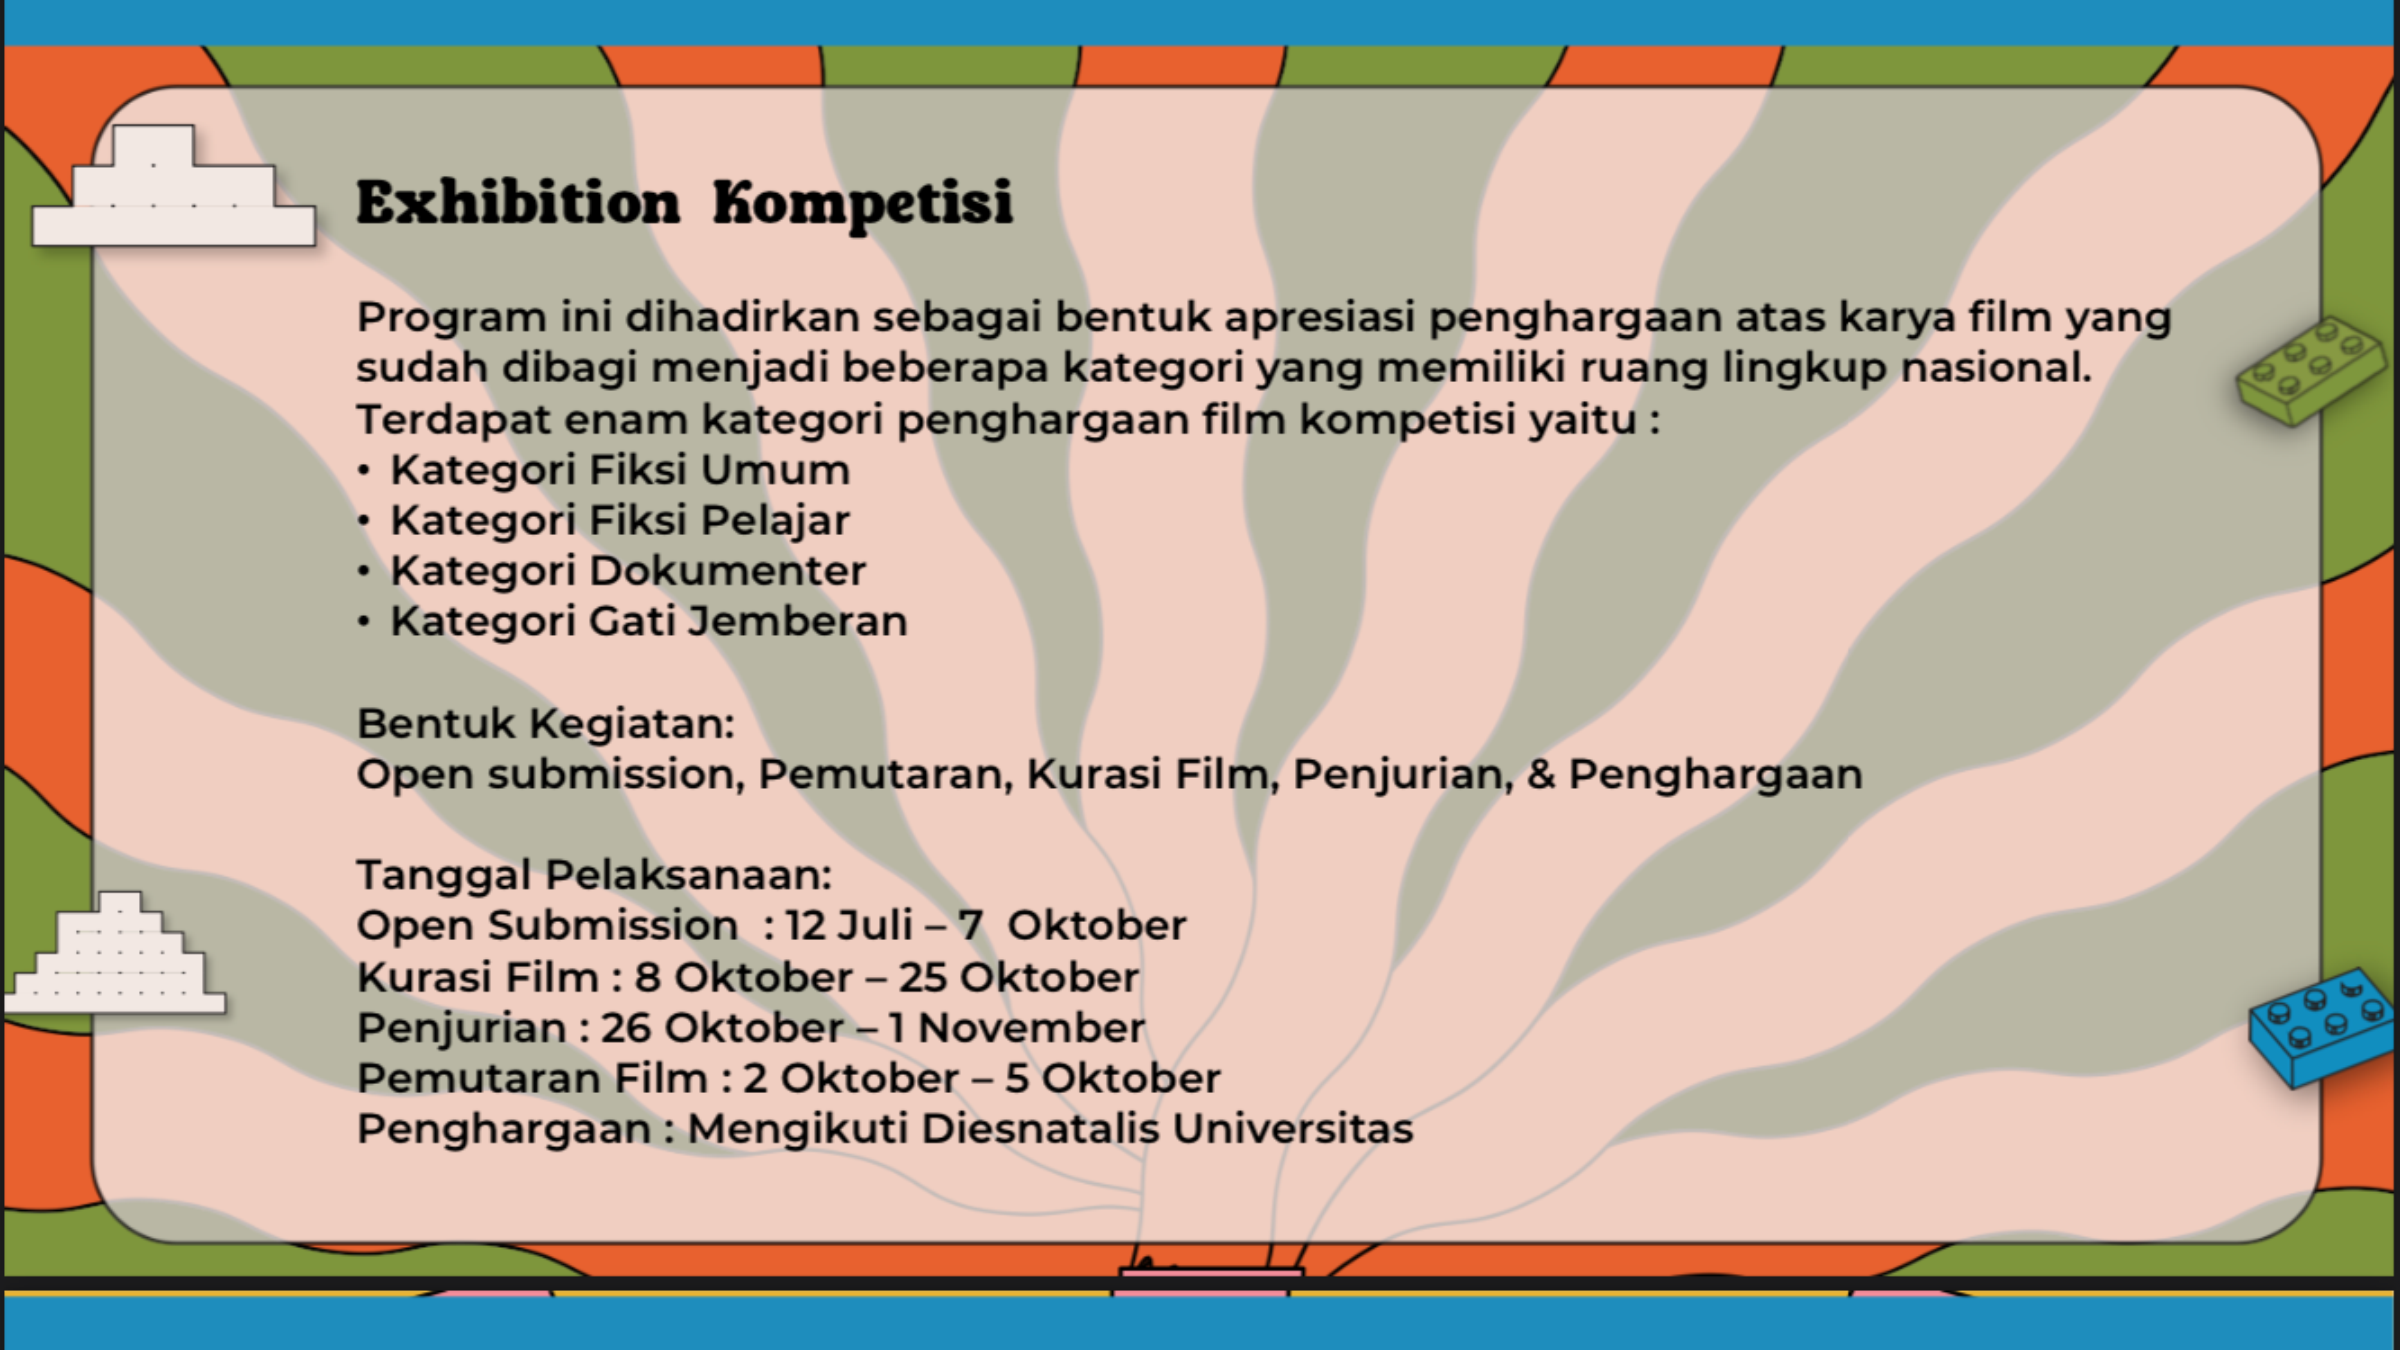 Exhibition Kompetisi
Program ini dihadirkan sebagai bentuk apresiasi penghargaan atas karya film yang
sudah dibagi menjadi beberapa kategori yang memiliki ruang lingkup nasional.
Terdapat enam kategori penghargaan film kompetisi yaitu :
• Kategori Fiksi Umum
• Kategori Fiksi Pelajar
• Kategori Dokumenter
• Kategori Gati Jemberan
Bentuk Kegiatan:
Open submission, Pemutaran, Kurasi Film, Penjurian, & Penghargaan
Tanggal Pelaksanaan:
Open Submission  : 12 Juli – 7  Oktober
Kurasi Film : 8 Oktober – 25 Oktober
Penjurian : 26 Oktober – 1 November
Pemutaran Film : 2 Oktober – 5 Oktober
Penghargaan : Mengikuti Diesnatalis Universitas